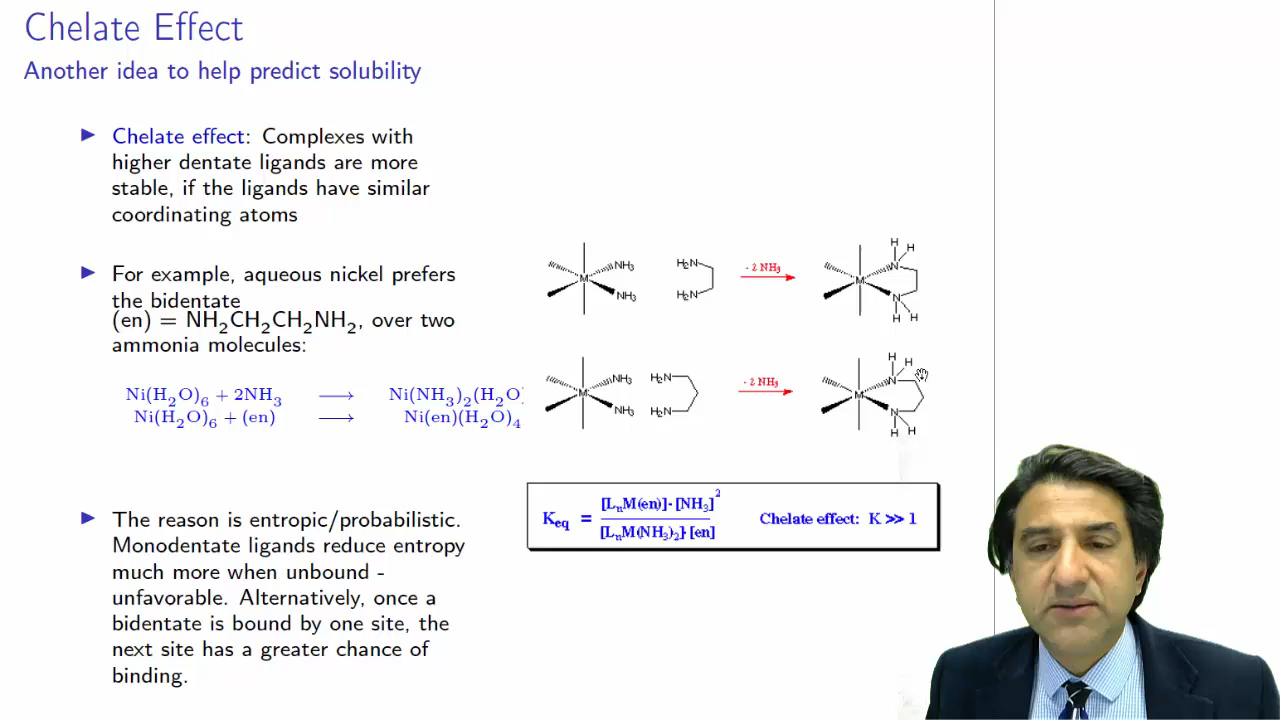 Chelate Effect
Another idea to help predict solubility
▶ Chelate effect: Complexes with
higher dentate ligands are more
stable, if the ligands have similar
coordinating atoms
▶ For example, aqueous nickel prefers
the bidentate
(en) = NH₂CH₂CH₂NH₂, over two
ammonia molecules:
Ni(H₂O)₆ + 2NH₃ ⟶ Ni(NH₃)₂(H₂O)
Ni(H₂O)₆ + (en) ⟶ Ni(en)(H₂O)₄
▶ The reason is entropic/probabilistic.
Monodentate ligands reduce entropy
much more when unbound -
unfavorable. Alternatively, once a
bidentate is bound by one site, the
next site has a greater chance of
binding.
M NH₃ NH₃ H₂N H₂N - 2 NH₃ M N H H N H H
M NH₃ NH₃ H₂N H₂N - 2 NH₃ M N H H N H H
Keq = [LₙM(en)]·[NH₃]² / [LₙM(NH₃)₂]·[en] Chelate effect: K ≫ 1